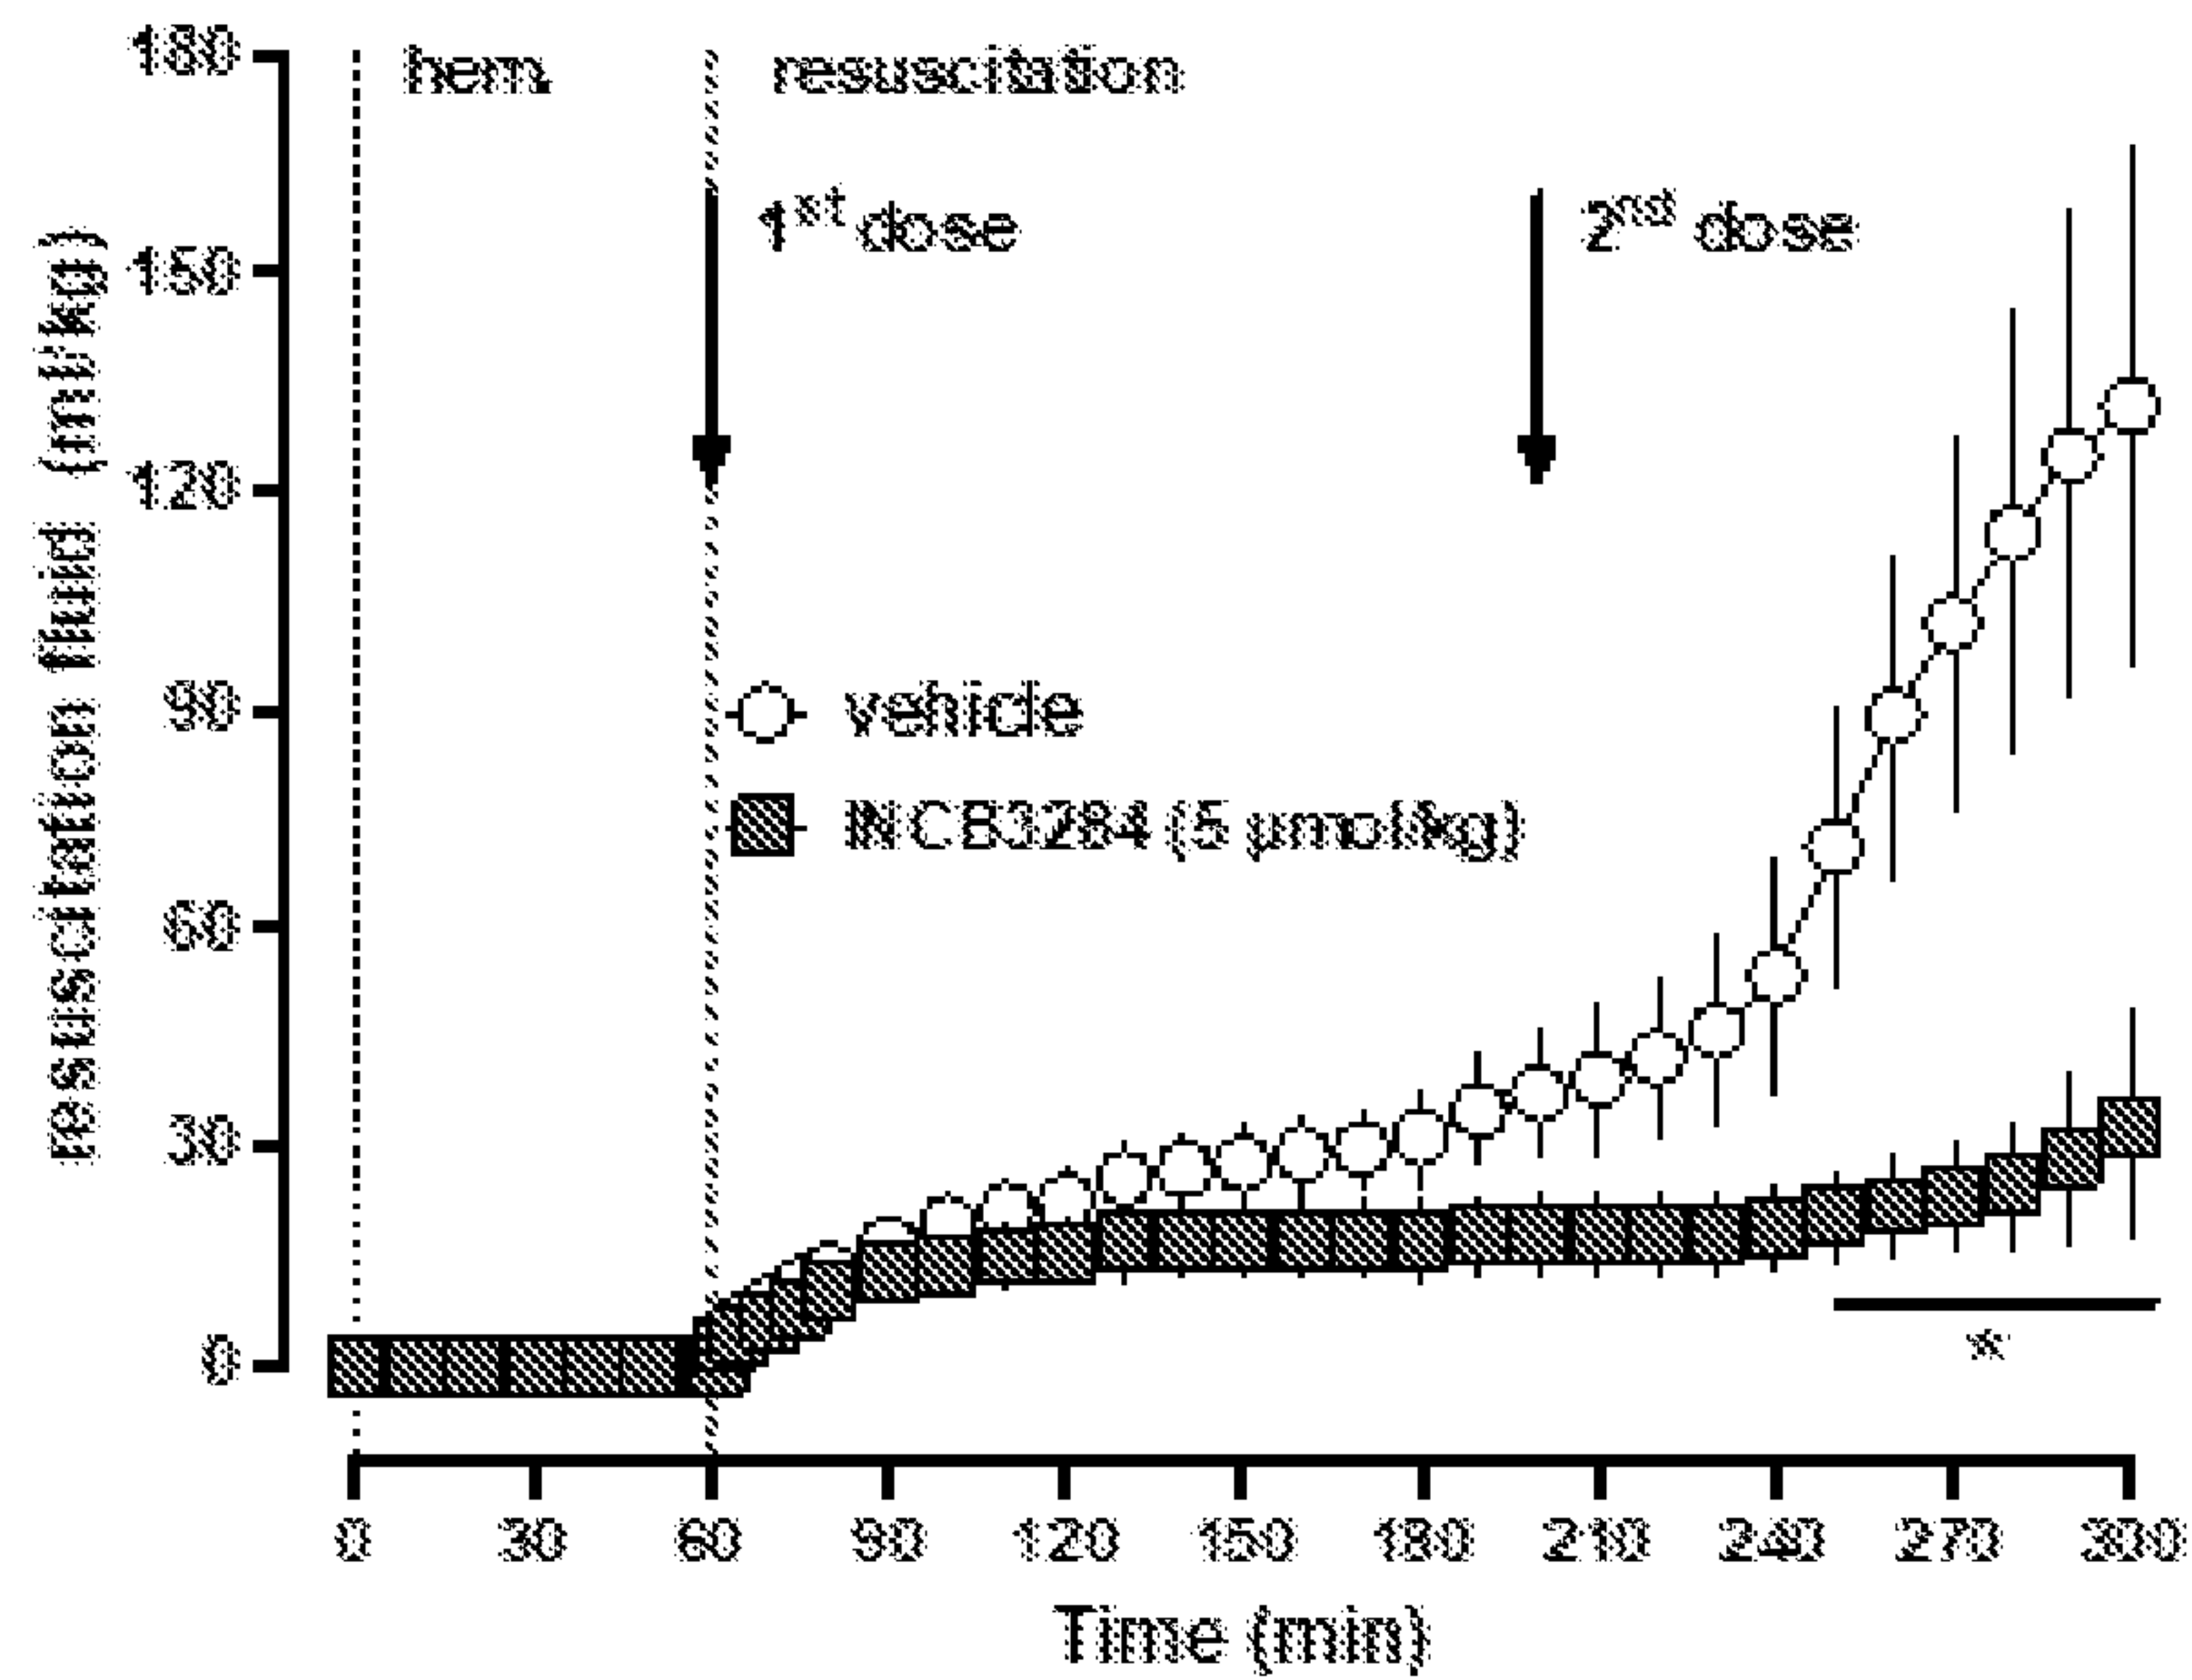 180
hem.
resuscitation
1st dose
2nd dose
150
120
90
60
30
0
resuscitation fluid (ml/kg)
vehicle
INCB3284 (5 µmol/kg)
*
0 30 60 90 120 150 180 210 240 270 300
Time (min)